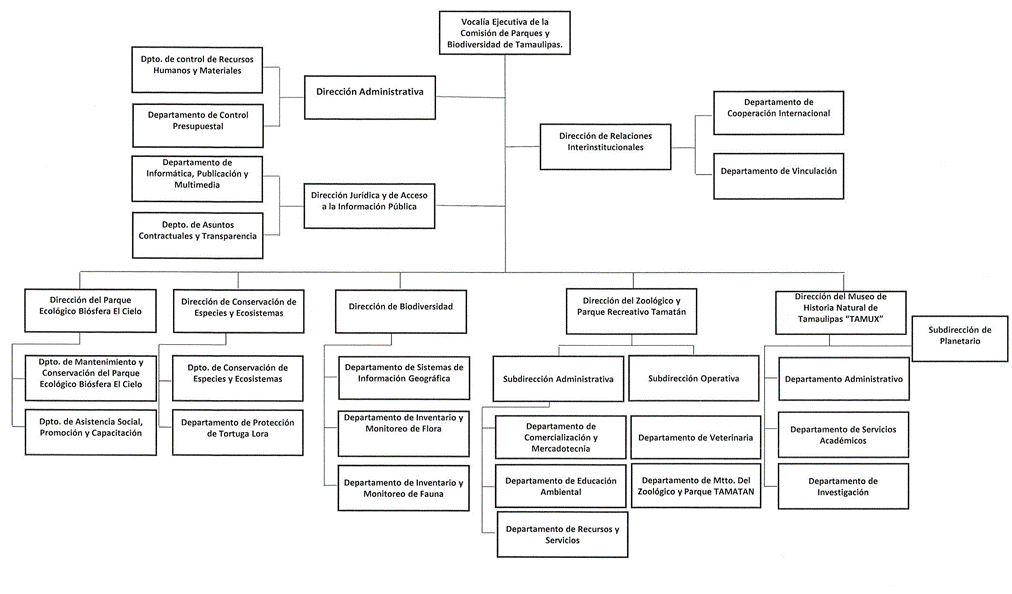 Vocalía Ejecutiva de la
Comisión de Parques y
Biodiversidad de Tamaulipas.
Dpto. de control de Recursos
Humanos y Materiales
Dirección Administrativa
Departamento de Control
Presupuestal
Departamento de
Cooperación Internacional
Dirección de Relaciones
Interinstitucionales
Departamento de Vinculación
Departamento de
Informática, Publicación y
Multimedia
Dirección Jurídica y de Acceso
a la Información Pública
Depto. de Asuntos
Contractuales y Transparencia
Dirección del Parque
Ecológico Biósfera El Cielo
Dirección de Conservación de
Especies y Ecosistemas
Dirección de Biodiversidad
Dirección del Zoológico y
Parque Recreativo Tamatán
Dirección del Museo de
Historia Natural de
Tamaulipas "TAMUX"
Subdirección de
Planetario
Dpto. de Mantenimiento y
Conservación del Parque
Ecológico Biósfera El Cielo
Dpto. de Conservación de
Especies y Ecosistemas
Departamento de Sistemas de
Información Geográfica
Subdirección Administrativa
Subdirección Operativa
Departamento Administrativo
Dpto. de Asistencia Social,
Promoción y Capacitación
Departamento de Protección
de Tortuga Lora
Departamento de Inventario y
Monitoreo de Flora
Departamento de
Comercialización y
Mercadotecnia
Departamento de Veterinaria
Departamento de Servicios
Académicos
Departamento de Inventario y
Monitoreo de Fauna
Departamento de Educación
Ambiental
Departamento de Mtto. Del
Zoológico y Parque TAMATAN
Departamento de
Investigación
Departamento de Recursos y
Servicios